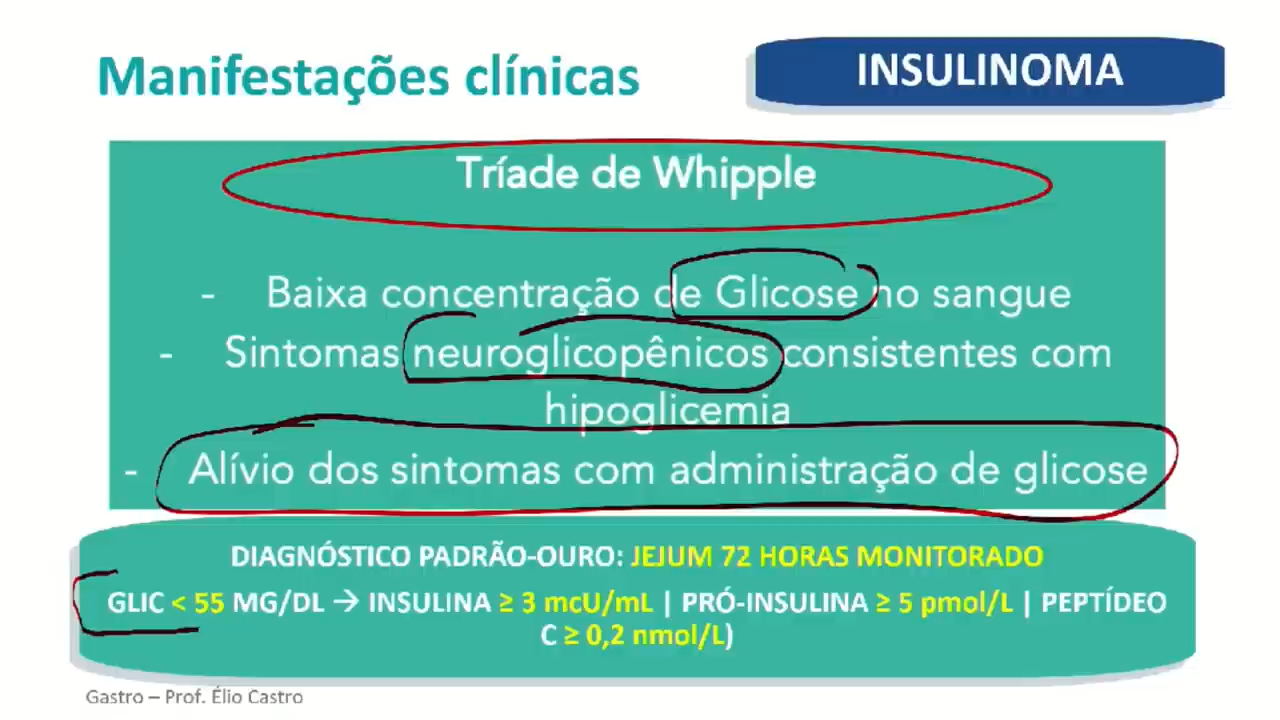 Manifestações clínicas
INSULINOMA
Tríade de Whipple
- Baixa concentração de Glicose no sangue
- Sintomas neuroglicopênicos consistentes com
hipoglicemia
- Alívio dos sintomas com administração de glicose
DIAGNÓSTICO PADRÃO-OURO: JEJUM 72 HORAS MONITORADO
GLIC < 55 MG/DL → INSULINA ≥ 3 mcU/mL | PRÓ-INSULINA ≥ 5 pmol/L | PEPTÍDEO
C ≥ 0,2 nmol/L)
Gastro – Prof. Élio Castro